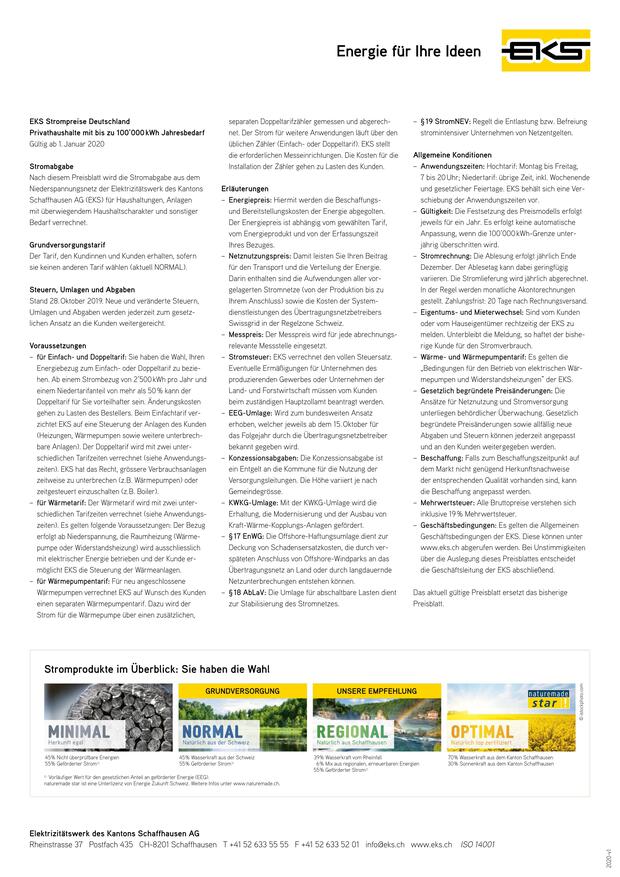 Energie für Ihre Ideen
EKS
EKS Strompreise Deutschland
Privathaushalte mit bis zu 100'000 kWh Jahresbedarf
Gültig ab 1. Januar 2020
Stromabgabe
Nach diesem Preisblatt wird die Stromabgabe aus dem
Niederspannungsnetz der Elektrizitätswerk des Kantons
Schaffhausen AG (EKS) für Haushaltungen, Anlagen
mit überwiegendem Haushaltscharakter und sonstiger
Bedarf verrechnet.
Grundversorgungstarif
Der Tarif, den Kundinnen und Kunden erhalten, sofern
sie keinen anderen Tarif wählen (aktuell NORMAL).
Steuern, Umlagen und Abgaben
Stand 28. Oktober 2019. Neue und veränderte Steuern,
Umlagen und Abgaben werden jederzeit zum gesetz-
lichen Ansatz an die Kunden weitergereicht.
Voraussetzungen
– für Einfach- und Doppeltarif: Sie haben die Wahl, Ihren
Energiebezug zum Einfach- oder Doppeltarif zu bezie-
hen. Ab einem Strombezug von 2'500 kWh pro Jahr und
einem Niedertarifanteil von mehr als 50 % kann der
Doppeltarif für Sie vorteilhafter sein. Änderungskosten
gehen zu Lasten des Bestellers. Beim Einfachtarif ver-
zichtet EKS auf eine Steuerung der Anlagen des Kunden
(Heizungen, Wärmepumpen sowie weitere unterbrech-
bare Anlagen). Der Doppeltarif wird mit zwei unter-
schiedlichen Tarifzeiten verrechnet (siehe Anwendungs-
zeiten). EKS hat das Recht, grössere Verbrauchsanlagen
zeitweise zu unterbrechen (z.B. Wärmepumpen) oder
zeitgesteuert einzuschalten (z.B. Boiler).
– für Wärmetarif: Der Wärmetarif wird mit zwei unter-
schiedlichen Tarifzeiten verrechnet (siehe Anwendungs-
zeiten). Es gelten folgende Voraussetzungen: Der Bezug
erfolgt ab Niederspannung, die Raumheizung (Wärme-
pumpe oder Widerstandsheizung) wird ausschliesslich
mit elektrischer Energie betrieben und der Kunde er-
möglicht EKS die Steuerung der Wärmeanlagen.
– für Wärmepumpentarif: Für neu angeschlossene
Wärmepumpen verrechnet EKS auf Wunsch des Kunden
einen separaten Wärmepumpentarif. Dazu wird der
Strom für die Wärmepumpe über einen zusätzlichen,
separaten Doppeltarifzähler gemessen und abgerech-
net. Der Strom für weitere Anwendungen läuft über den
üblichen Zähler (Einfach- oder Doppeltarif). EKS stellt
die erforderlichen Messeinrichtungen. Die Kosten für die
Installation der Zähler gehen zu Lasten des Kunden.
Erläuterungen
– Energiepreis: Hiermit werden die Beschaffungs-
und Bereitstellungskosten der Energie abgegolten.
Der Energiepreis ist abhängig vom gewählten Tarif,
vom Energieprodukt und von der Erfassungszeit
Ihres Bezuges.
– Netznutzungspreis: Damit leisten Sie Ihren Beitrag
für den Transport und die Verteilung der Energie.
Darin enthalten sind die Aufwendungen aller vor-
gelagerten Stromnetze (von der Produktion bis zu
Ihrem Anschluss) sowie die Kosten der System-
dienstleistungen des Übertragungsnetzbetreibers
Swissgrid in der Regelzone Schweiz.
– Messpreis: Der Messpreis wird für jede abrechnungs-
relevante Messstelle eingesetzt.
– Stromsteuer: EKS verrechnet den vollen Steuersatz.
Eventuelle Ermäßigungen für Unternehmen des
produzierenden Gewerbes oder Unternehmen der
Land- und Forstwirtschaft müssen vom Kunden
beim zuständigen Hauptzollamt beantragt werden.
– EEG-Umlage: Wird zum bundesweiten Ansatz
erhoben, welcher jeweils ab dem 15. Oktober für
das Folgejahr durch die Übertragungsnetzbetreiber
bekannt gegeben wird.
– Konzessionsabgaben: Die Konzessionsabgabe ist
ein Entgelt an die Kommune für die Nutzung der
Versorgungsleitungen. Die Höhe variiert je nach
Gemeindegrösse.
– KWKG-Umlage: Mit der KWKG-Umlage wird die
Erhaltung, die Modernisierung und der Ausbau von
Kraft-Wärme-Kopplungs-Anlagen gefördert.
– §17 EnWG: Die Offshore-Haftungsumlage dient zur
Deckung von Schadensersatzkosten, die durch ver-
späteten Anschluss von Offshore-Windparks an das
Übertragungsnetz an Land oder durch langdauernde
Netzunterbrechungen entstehen können.
– §18 AbLaV: Die Umlage für abschaltbare Lasten dient
zur Stabilisierung des Stromnetzes.
– §19 StromNEV: Regelt die Entlastung bzw. Befreiung
stromintensiver Unternehmen von Netzentgelten.
Allgemeine Konditionen
– Anwendungszeiten: Hochtarif: Montag bis Freitag,
7 bis 20 Uhr; Niedertarif: übrige Zeit, inkl. Wochenende
und gesetzlicher Feiertage. EKS behält sich eine Ver-
schiebung der Anwendungszeiten vor.
– Gültigkeit: Die Festsetzung des Preismodells erfolgt
jeweils für ein Jahr. Es erfolgt keine automatische
Anpassung, wenn die 100'000 kWh-Grenze unter-
jährig überschritten wird.
– Stromrechnung: Die Ablesung erfolgt jährlich Ende
Dezember. Der Ablesetag kann dabei geringfügig
variieren. Die Stromlieferung wird jährlich abgerechnet.
In der Regel werden monatliche Akontorechnungen
gestellt. Zahlungsfrist: 20 Tage nach Rechnungsversand.
– Eigentums- und Mieterwechsel: Sind vom Kunden
oder vom Hauseigentümer rechtzeitig der EKS zu
melden. Unterbleibt die Meldung, so haftet der bishe-
rige Kunde für den Stromverbrauch.
– Wärme- und Wärmepumpentarif: Es gelten die
„Bedingungen für den Betrieb von elektrischen Wär-
mepumpen und Widerstandsheizungen" der EKS.
– Gesetzlich begründete Preisänderungen: Die
Ansätze für Netznutzung und Stromversorgung
unterliegen behördlicher Überwachung. Gesetzlich
begründete Preisänderungen sowie allfällig neue
Abgaben und Steuern können jederzeit angepasst
und an den Kunden weitergegeben werden.
– Beschaffung: Falls zum Beschaffungszeitpunkt auf
dem Markt nicht genügend Herkunftsnachweise
der entsprechenden Qualität vorhanden sind, kann
die Beschaffung angepasst werden.
– Mehrwertsteuer: Alle Bruttopreise verstehen sich
inklusive 19 % Mehrwertsteuer.
– Geschäftsbedingungen: Es gelten die Allgemeinen
Geschäftsbedingungen der EKS. Diese können unter
www.eks.ch abgerufen werden. Bei Unstimmigkeiten
über die Auslegung dieses Preisblattes entscheidet
die Geschäftsleitung der EKS abschließend.
Das aktuell gültige Preisblatt ersetzt das bisherige
Preisblatt.
Stromprodukte im Überblick: Sie haben die Wahl
MINIMAL
Herkunft egal
45% Nicht überprüfbare Energien
55% Geförderter Strom¹⁾
GRUNDVERSORGUNG
NORMAL
Natürlich aus der Schweiz
45% Wasserkraft aus der Schweiz
55% Geförderter Strom¹⁾
UNSERE EMPFEHLUNG
REGIONAL
Natürlich aus Schaffhausen
39% Wasserkraft vom Rheinfall
6% Mix aus regionalen, erneuerbaren Energien
55% Geförderter Strom¹⁾
naturemade
star !
OPTIMAL
Natürlich top zertifiziert
70% Wasserkraft aus dem Kanton Schaffhausen
30% Sonnenkraft aus dem Kanton Schaffhausen
© istockphoto.com
¹⁾ Vorläufiger Wert für den gesetzlichen Anteil an geförderter Energie (EEG).
naturemade star ist eine Unterlizenz von Energie Zukunft Schweiz. Weitere Infos unter www.naturemade.ch.
Elektrizitätswerk des Kantons Schaffhausen AG
Rheinstrasse 37 Postfach 435 CH-8201 Schaffhausen T +41 52 633 55 55 F +41 52 633 52 01 info@eks.ch www.eks.ch ISO 14001
2020-v1